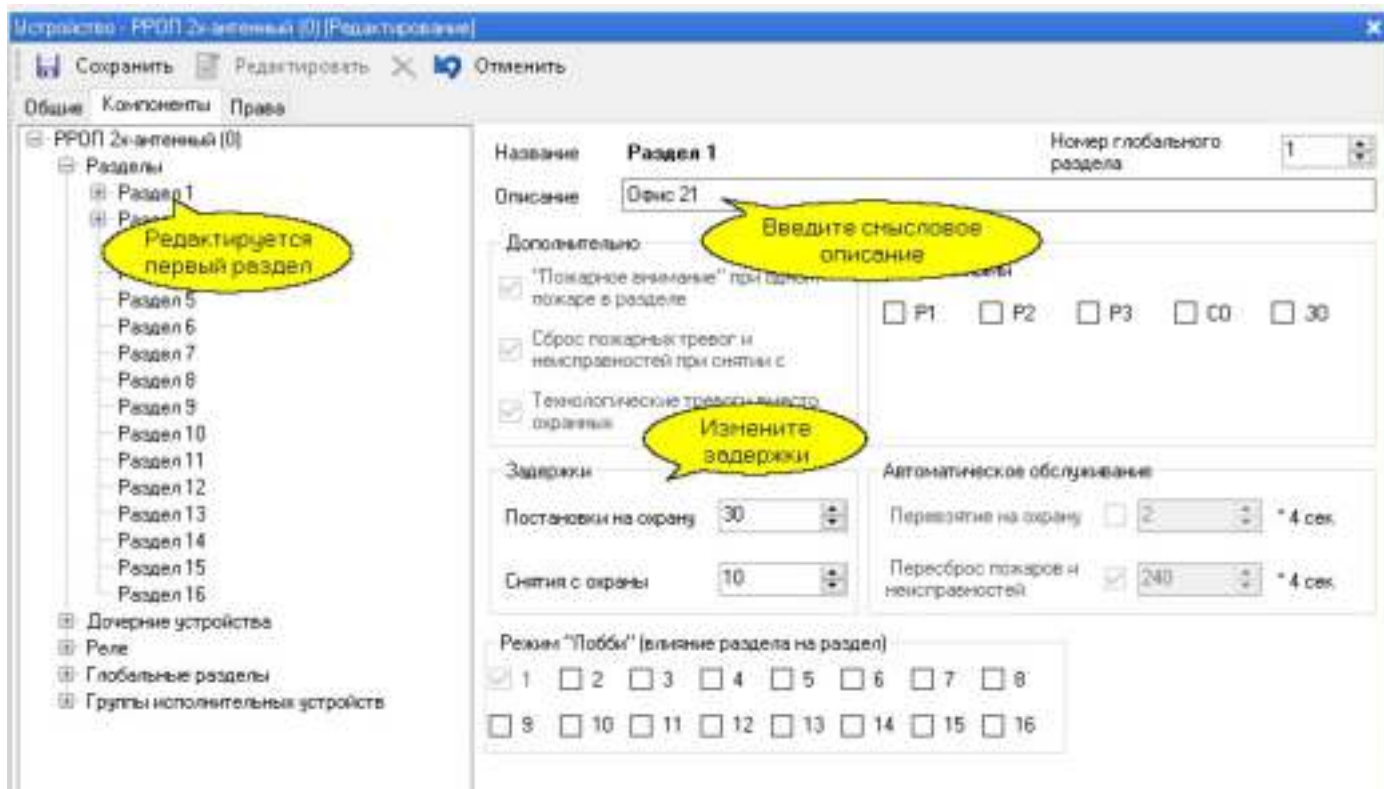 Устройство - РРОП 2х-антенный (0) [Редактирование]
Сохранить Редактировать Отменить
Общие Компоненты Права
РРОП 2х-антенный (0)
Разделы
Раздел 1
Редактируется
первый раздел
Раздел 5
Раздел 6
Раздел 7
Раздел 8
Раздел 9
Раздел 10
Раздел 11
Раздел 12
Раздел 13
Раздел 14
Раздел 15
Раздел 16
Дочерние устройства
Реле
Глобальные разделы
Группы исполнительных устройств
Название Раздел 1
Номер глобального
раздела
1
Описание Офис 21
Введите смысловое
описание
Дополнительно
"Пожарное внимание" при одном
пожаре в разделе
Сброс пожарных тревог и
неисправностей при снятии с
Технологические тревоги вместо
охранных
P1 P2 P3 СО ЗО
Измените
задержки
Задержки
Постановки на охрану 30
Снятия с охраны 10
Автоматическое обслуживание
Перевзятие на охрану 2 * 4 сек.
Пересброс пожаров и
неисправностей
240 * 4 сек.
Режим "Лобби" (влияние раздела на раздел)
1 2 3 4 5 6 7 8
9 10 11 12 13 14 15 16